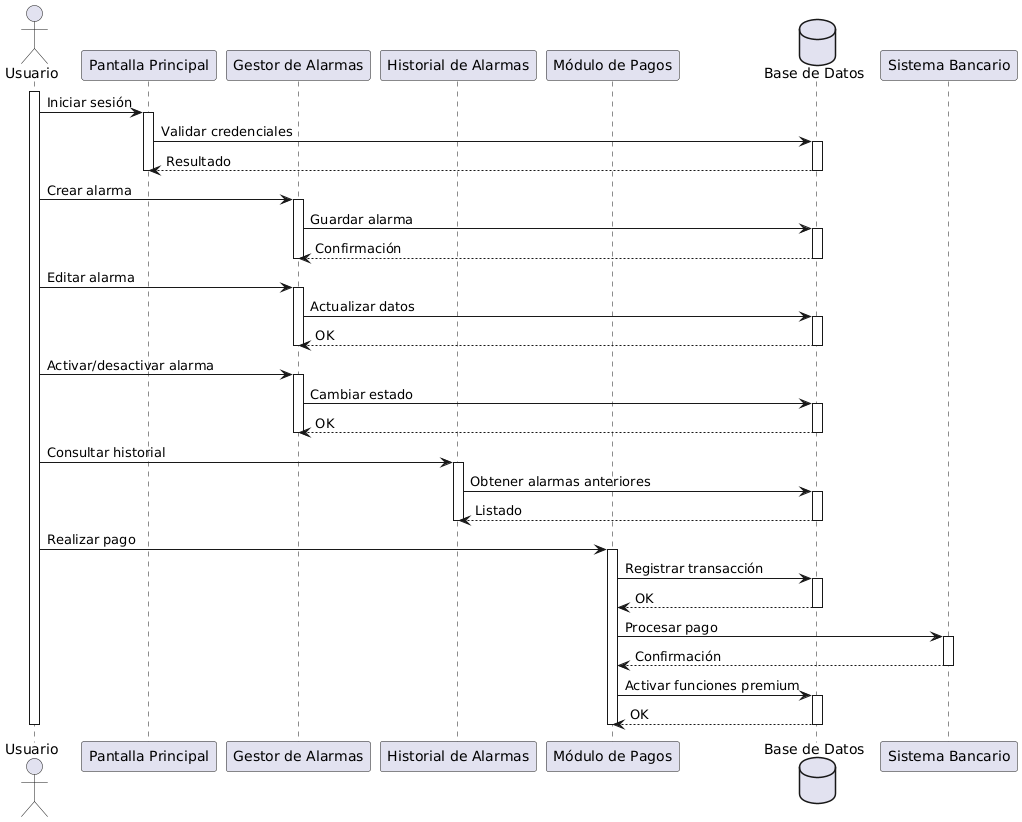 Usuario
Pantalla Principal
Gestor de Alarmas
Historial de Alarmas
Módulo de Pagos
Base de Datos
Sistema Bancario
Iniciar sesión
Validar credenciales
Resultado
Crear alarma
Guardar alarma
Confirmación
Editar alarma
Actualizar datos
OK
Activar/desactivar alarma
Cambiar estado
OK
Consultar historial
Obtener alarmas anteriores
Listado
Realizar pago
Registrar transacción
OK
Procesar pago
Confirmación
Activar funciones premium
OK
Usuario
Pantalla Principal
Gestor de Alarmas
Historial de Alarmas
Módulo de Pagos
Base de Datos
Sistema Bancario